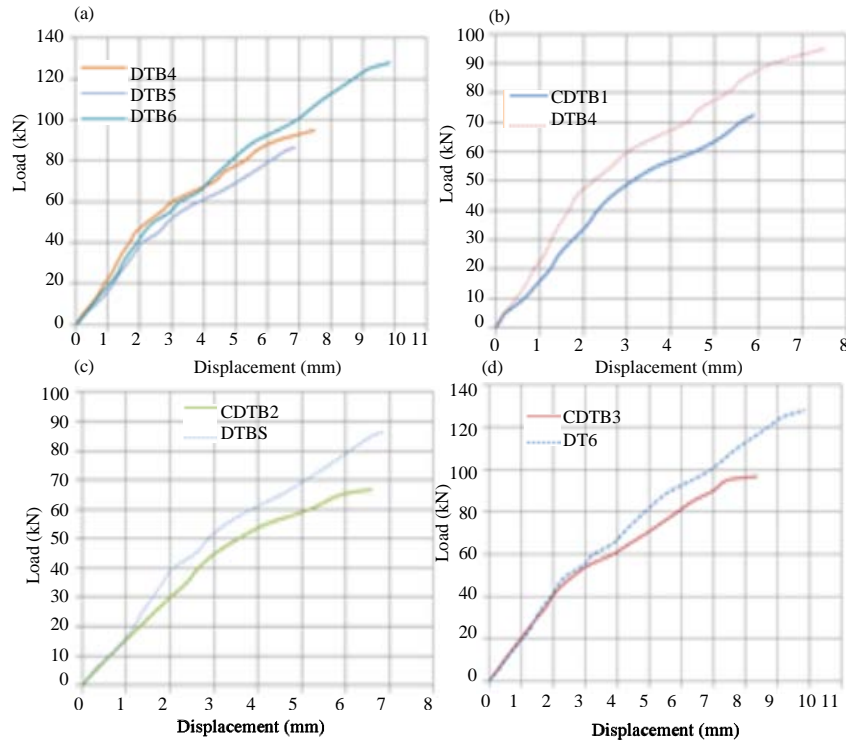 (a)
140
120
100
80
60
40
20
0
Load (kN)
DTB4
DTB5
DTB6
0 1 2 3 4 5 6 7 8 9 10 11
Displacement (mm)
(b)
100
90
80
70
60
50
40
30
20
10
0
Load (kN)
CDTB1
DTB4
0 1 2 3 4 5 6 7 8
Displacement (mm)
(c)
100
90
80
70
60
50
40
30
20
10
0
Load (kN)
CDTB2
DTBS
0 1 2 3 4 5 6 7 8
Displacement (mm)
(d)
140
120
100
80
60
40
20
0
Load (kN)
CDTB3
DT6
0 1 2 3 4 5 6 7 8 9 10 11
Displacement (mm)